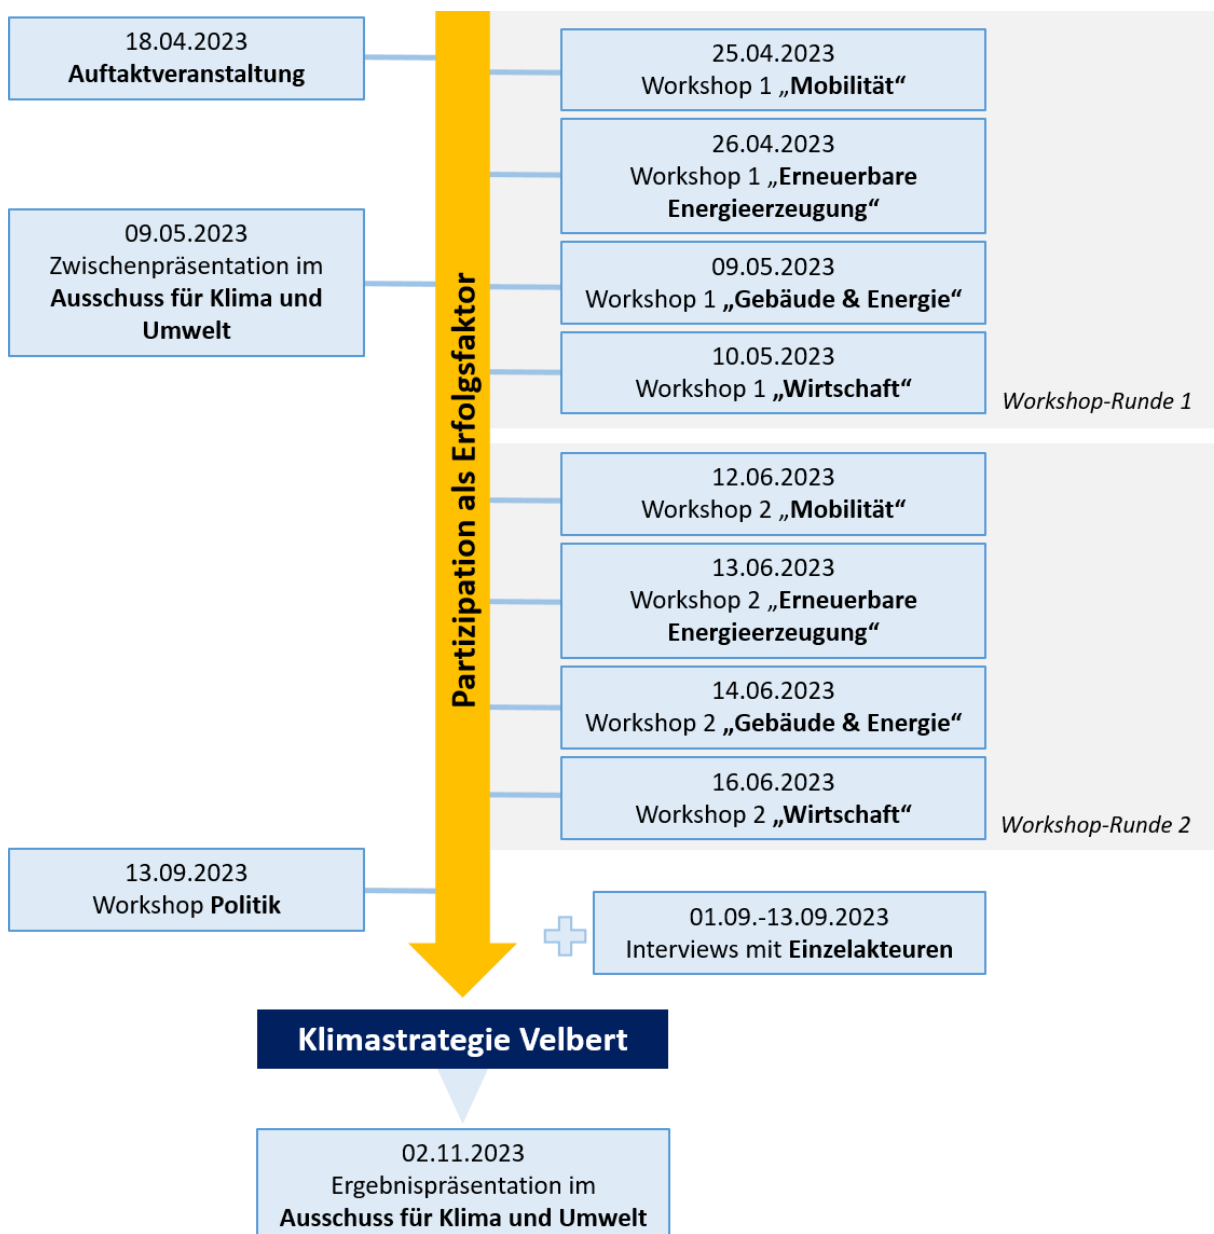 18.04.2023
Auftaktveranstaltung
25.04.2023
Workshop 1 „Mobilität“
26.04.2023
Workshop 1 „Erneuerbare
Energieerzeugung“
09.05.2023
Zwischenpräsentation im
Ausschuss für Klima und
Umwelt
09.05.2023
Workshop 1 „Gebäude & Energie“
10.05.2023
Workshop 1 „Wirtschaft“
Workshop-Runde 1
Partizipation als Erfolgsfaktor
12.06.2023
Workshop 2 „Mobilität“
13.06.2023
Workshop 2 „Erneuerbare
Energieerzeugung“
14.06.2023
Workshop 2 „Gebäude & Energie“
16.06.2023
Workshop 2 „Wirtschaft“
Workshop-Runde 2
13.09.2023
Workshop Politik
01.09.-13.09.2023
Interviews mit Einzelakteuren
Klimastrategie Velbert
02.11.2023
Ergebnispräsentation im
Ausschuss für Klima und Umwelt